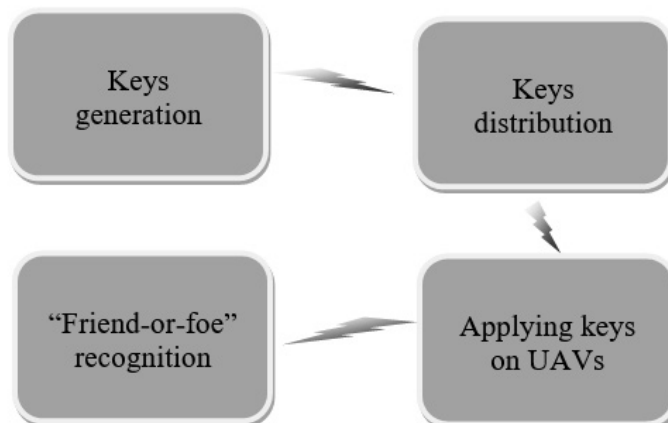 Keys
generation
Keys
distribution
“Friend-or-foe”
recognition
Applying keys
on UAVs